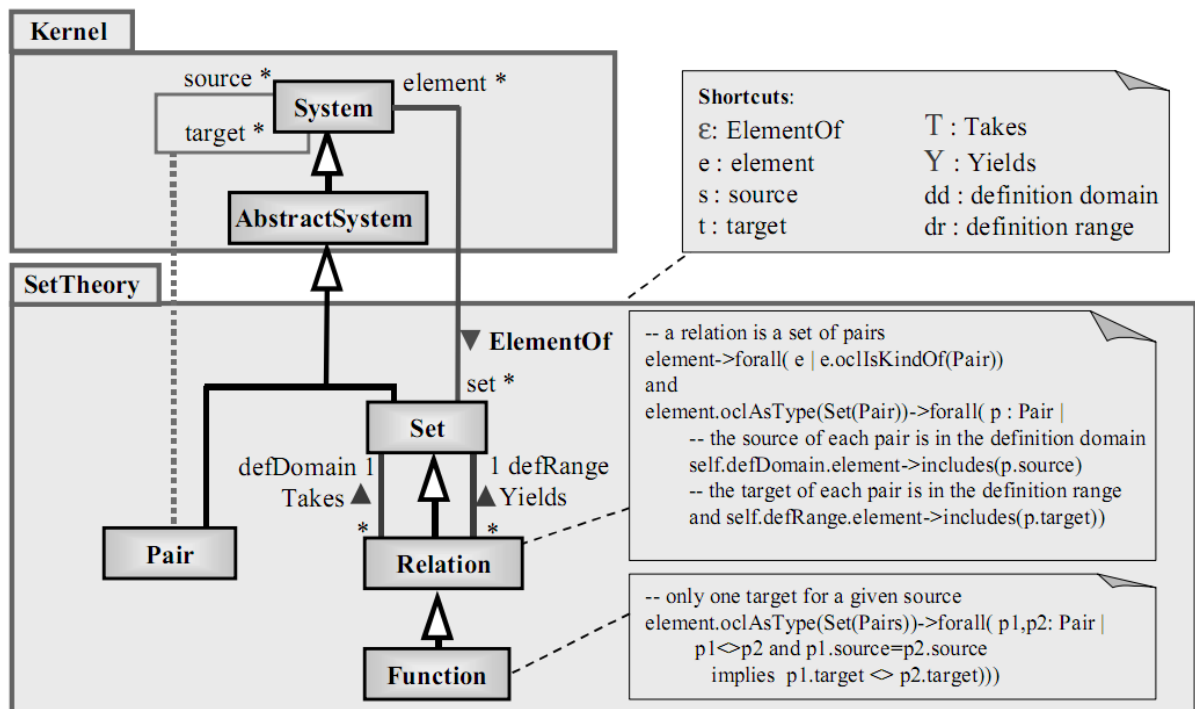 Kernel
source *
element *
System
target *
AbstractSystem
Shortcuts:
ε: ElementOf
e : element
s : source
t : target
T : Takes
Y : Yields
dd : definition domain
dr : definition range
SetTheory
ElementOf
set *
Set
defDomain 1
Takes
1 defRange
Yields
*
*
Pair
Relation
Function
-- a relation is a set of pairs
element->forall( e | e.oclIsKindOf(Pair))
and
element.oclAsType(Set(Pair))->forall( p : Pair |
-- the source of each pair is in the definition domain
self.defDomain.element->includes(p.source)
-- the target of each pair is in the definition range
and self.defRange.element->includes(p.target))
-- only one target for a given source
element.oclAsType(Set(Pairs))->forall( p1,p2: Pair |
p1<>p2 and p1.source=p2.source
implies p1.target <> p2.target)))